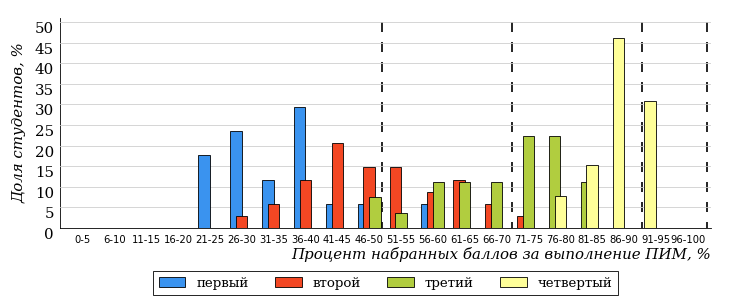 Доля студентов, %
50
45
40
35
30
25
20
15
10
5
0
0-5 6-10 11-15 16-20 21-25 26-30 31-35 36-40 41-45 46-50 51-55 56-60 61-65 66-70 71-75 76-80 81-85 86-90 91-95 96-100
Процент набранных баллов за выполнение ПИМ, %
первый второй третий четвертый